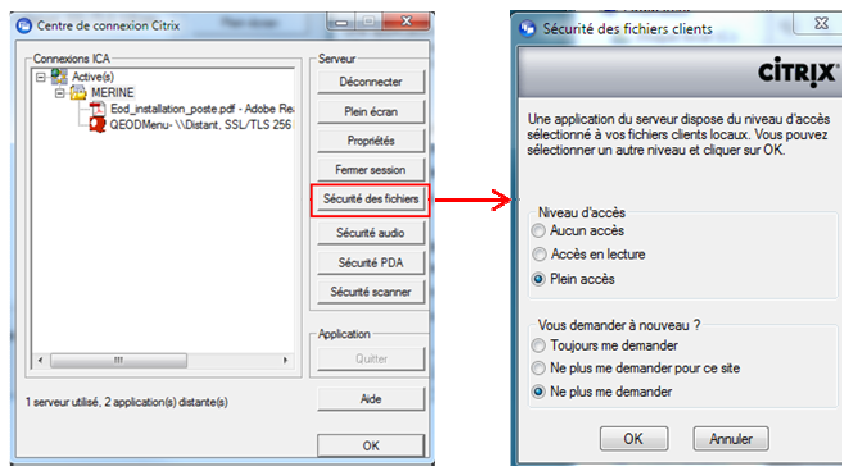 Centre de connexion Citrix
Connexions ICA
Active(s)
MERINE
Eod_installation_poste.pdf - Adobe Rea
QEODMenu- \\Distant, SSL/TLS 256
1 serveur utilisé, 2 application(s) distante(s)
Serveur
Déconnecter
Plein écran
Propriétés
Fermer session
Sécurité des fichiers
Sécurité audio
Sécurité PDA
Sécurité scanner
Application
Quitter
Aide
OK
Sécurité des fichiers clients
CITRIX
Une application du serveur dispose du niveau d'accès
sélectionné à vos fichiers clients locaux. Vous pouvez
sélectionner un autre niveau et cliquer sur OK.
Niveau d'accès
Aucun accès
Accès en lecture
Plein accès
Vous demander à nouveau ?
Toujours me demander
Ne plus me demander pour ce site
Ne plus me demander
OK
Annuler